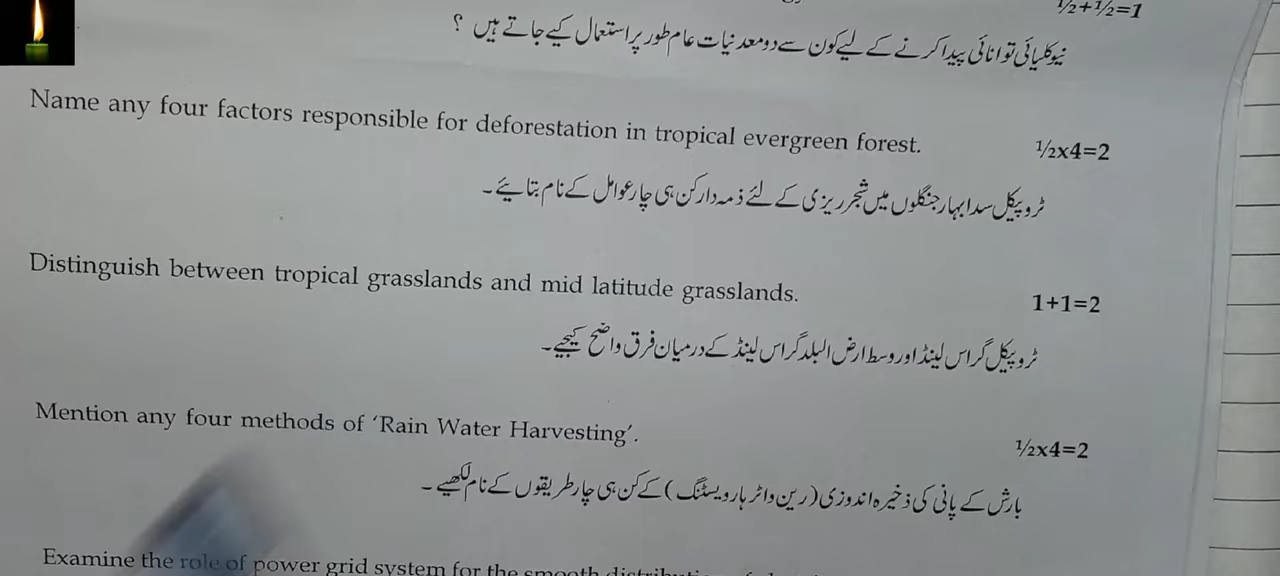 ½+½=1
نیوکلیائی توانائی پیدا کرنے کے لیے کون سے دو معدنیات عام طور پر استعمال کیے جاتے ہیں ؟
Name any four factors responsible for deforestation in tropical evergreen forest. ½x4=2
ٹروپیکل سدا بہار جنگلوں میں شجر ریزی کے لئے ذمہ دار کن ہی چار عوامل کے نام بتایئے۔
Distinguish between tropical grasslands and mid latitude grasslands. 1+1=2
ٹروپیکل گراس لینڈ اور وسط ارض البلد گراس لینڈ کے درمیان فرق واضح کیجیے۔
Mention any four methods of ‘Rain Water Harvesting’. ½x4=2
بارش کے پانی کی ذخیرہ اندوزی (رین واٹر ہارویسٹنگ) کے کن ہی چار طریقوں کے نام لکھیے۔
Examine the role of power grid system for the smooth